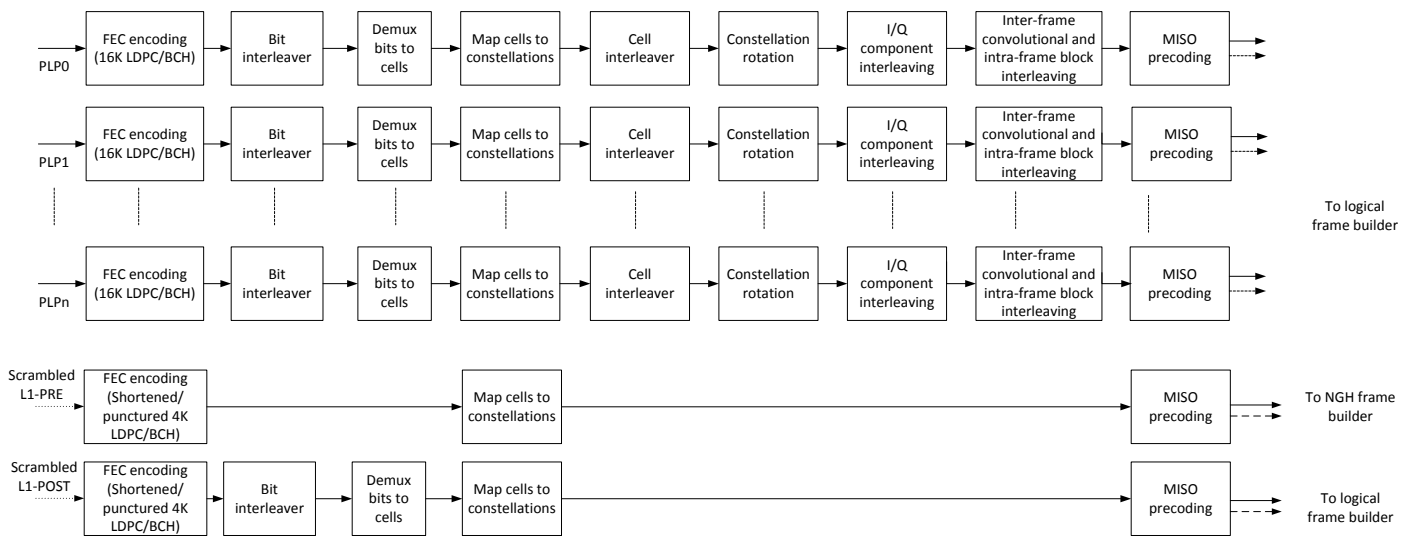 PLP0
FEC encoding
(16K LDPC/BCH)
Bit
interleaver
Demux
bits to
cells
Map cells to
constellations
Cell
interleaver
Constellation
rotation
I/Q
component
interleaving
Inter-frame
convolutional and
intra-frame block
interleaving
MISO
precoding
PLP1
FEC encoding
(16K LDPC/BCH)
Bit
interleaver
Demux
bits to
cells
Map cells to
constellations
Cell
interleaver
Constellation
rotation
I/Q
component
interleaving
Inter-frame
convolutional and
intra-frame block
interleaving
MISO
precoding
To logical
frame builder
PLPn
FEC encoding
(16K LDPC/BCH)
Bit
interleaver
Demux
bits to
cells
Map cells to
constellations
Cell
interleaver
Constellation
rotation
I/Q
component
interleaving
Inter-frame
convolutional and
intra-frame block
interleaving
MISO
precoding
Scrambled
L1-PRE
FEC encoding
(Shortened/
punctured 4K
LDPC/BCH)
Map cells to
constellations
MISO
precoding
To NGH frame
builder
Scrambled
L1-POST
FEC encoding
(Shortened/
punctured 4K
LDPC/BCH)
Bit
interleaver
Demux
bits to
cells
Map cells to
constellations
MISO
precoding
To logical
frame builder